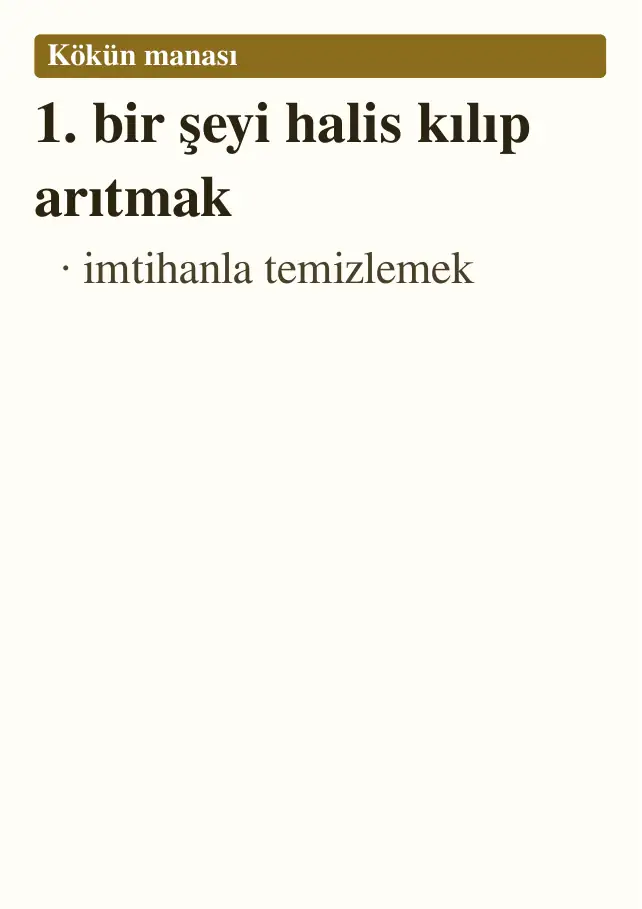 Kökün manası
1. bir şeyi halis kılıp
arıtmak
· imtihanla temizlemek